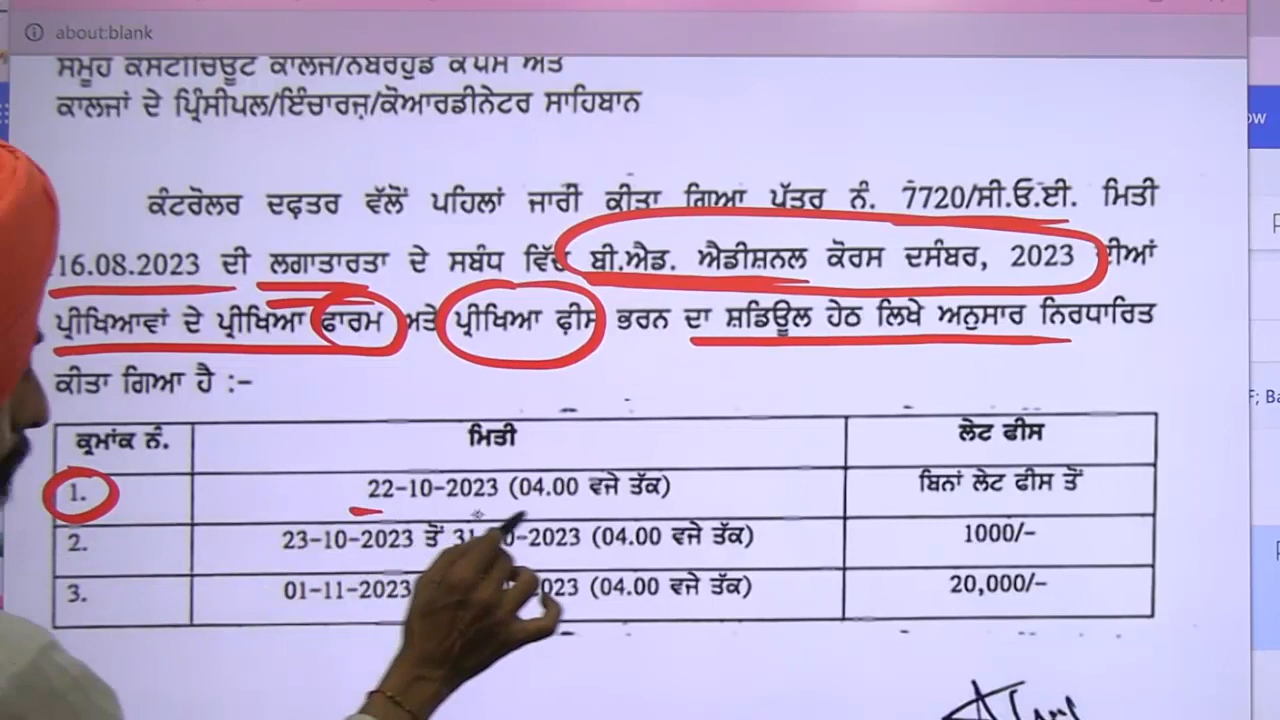 about:blank
ਕਾਲਜਾਂ ਦੇ ਪ੍ਰਿੰਸੀਪਲ/ਇੰਚਾਰਜ਼/ਕੋਆਰਡੀਨੇਟਰ ਸਾਹਿਬਾਨ
ਕੰਟਰੋਲਰ ਦਫ਼ਤਰ ਵੱਲੋਂ ਪਹਿਲਾਂ ਜਾਰੀ ਕੀਤਾ ਗਿਆ ਪੱਤਰ ਨੰ. 7720/ਸੀ.ਓ.ਈ. ਮਿਤੀ
16.08.2023 ਦੀ ਲਗਾਤਾਰਤਾ ਦੇ ਸਬੰਧ ਵਿੱਚ ਬੀ.ਐਡ. ਐਡੀਸ਼ਨਲ ਕੋਰਸ ਦਸੰਬਰ, 2023 ਦੀਆਂ
ਪ੍ਰੀਖਿਆਵਾਂ ਦੇ ਪ੍ਰੀਖਿਆ ਫਾਰਮ ਅਤੇ ਪ੍ਰੀਖਿਆ ਫ਼ੀਸ ਭਰਨ ਦਾ ਸ਼ਡਿਊਲ ਹੇਠ ਲਿਖੇ ਅਨੁਸਾਰ ਨਿਰਧਾਰਿਤ
ਕੀਤਾ ਗਿਆ ਹੈ :-
ਕ੍ਰਮਾਂਕ ਨੰ. ਮਿਤੀ ਲੇਟ ਫੀਸ
1. 22-10-2023 (04.00 ਵਜੇ ਤੱਕ) ਬਿਨਾਂ ਲੇਟ ਫੀਸ ਤੋਂ
2. 23-10-2023 ਤੋਂ 31-10-2023 (04.00 ਵਜੇ ਤੱਕ) 1000/-
3. 01-11-2023 2023 (04.00 ਵਜੇ ਤੱਕ) 20,000/-